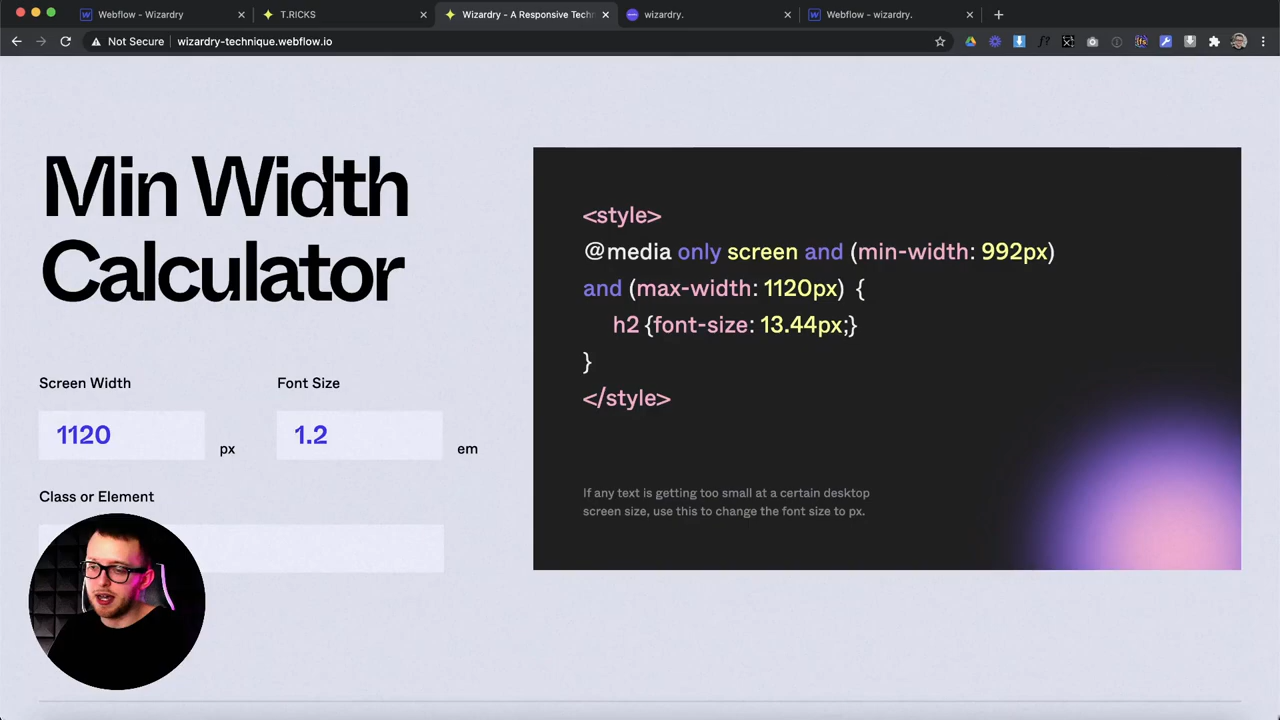 Webflow - Wizardry
T.RICKS
Wizardry - A Responsive Techn
wizardry.
Webflow - wizardry.
Not Secure
wizardry-technique.webflow.io
Min Width
Calculator
Screen Width
Font Size
1120
px
1.2
em
Class or Element
<style>
@media only screen and (min-width: 992px)
and (max-width: 1120px) {
h2 {font-size: 13.44px;}
}
</style>
If any text is getting too small at a certain desktop
screen size, use this to change the font size to px.